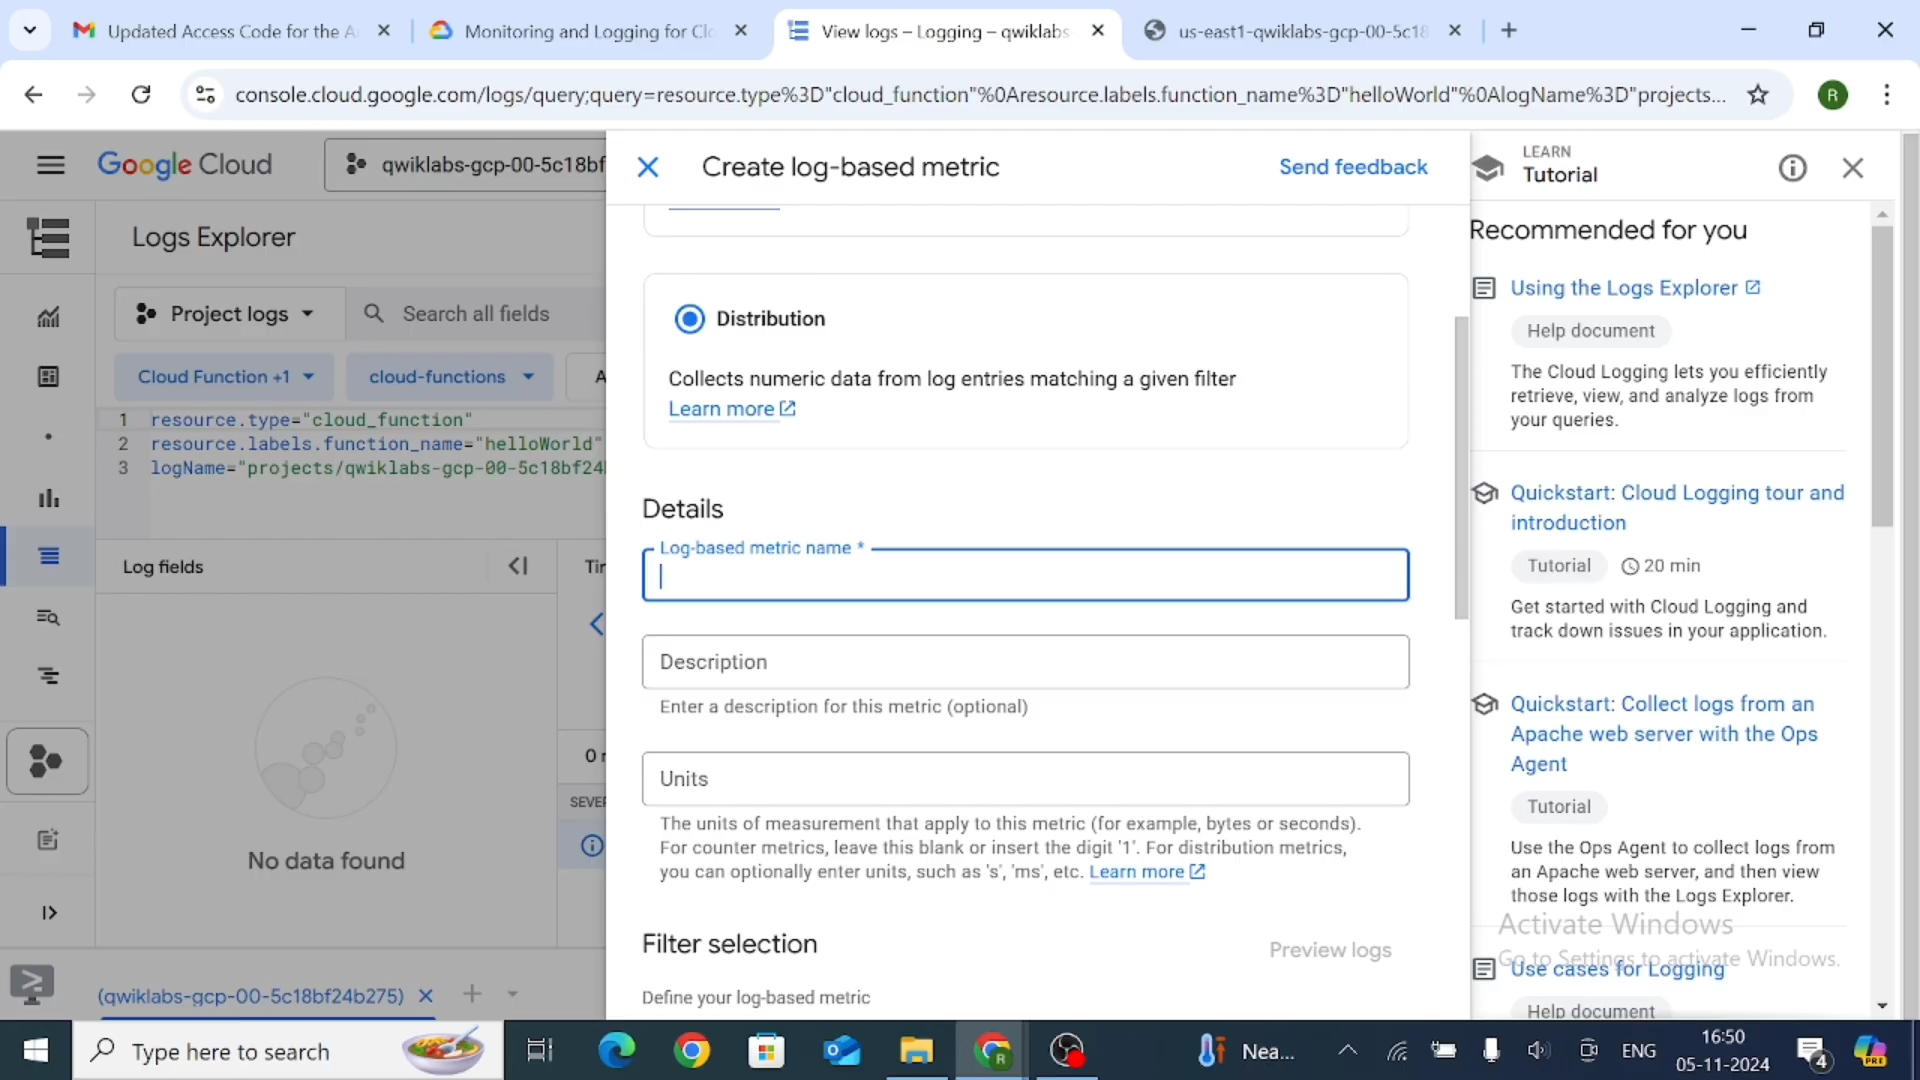 Updated Access Code for the A
Monitoring and Logging for Clo
View logs – Logging – qwiklabs
us-east1-qwiklabs-gcp-00-5c18
console.cloud.google.com/logs/query;query=resource.type%3D"cloud_function"%0Aresource.labels.function_name%3D"helloWorld"%0AlogName%3D"projects...
R
Google Cloud
qwiklabs-gcp-00-5c18bf
Logs Explorer
Project logs
Search all fields
Cloud Function +1
cloud-functions
A
1 resource.type="cloud_function"
2 resource.labels.function_name="helloWorld"
3 logName="projects/qwiklabs-gcp-00-5c18bf24
Log fields
Tir
0 r
SEVE
No data found
(qwiklabs-gcp-00-5c18bf24b275)
Create log-based metric
Send feedback
Distribution
Collects numeric data from log entries matching a given filter
Learn more
Details
Log-based metric name *
Description
Enter a description for this metric (optional)
Units
The units of measurement that apply to this metric (for example, bytes or seconds).
For counter metrics, leave this blank or insert the digit '1'. For distribution metrics,
you can optionally enter units, such as 's', 'ms', etc. Learn more
Filter selection
Preview logs
Define your log-based metric
LEARN
Tutorial
Recommended for you
Using the Logs Explorer
Help document
The Cloud Logging lets you efficiently
retrieve, view, and analyze logs from
your queries.
Quickstart: Cloud Logging tour and
introduction
Tutorial
20 min
Get started with Cloud Logging and
track down issues in your application.
Quickstart: Collect logs from an
Apache web server with the Ops
Agent
Tutorial
Use the Ops Agent to collect logs from
an Apache web server, and then view
those logs with the Logs Explorer.
Activate Windows
Go to Settings to activate Windows.
Use cases for Logging
Help document
Type here to search
R
Nea...
ENG
16:50
05-11-2024
4
PRE